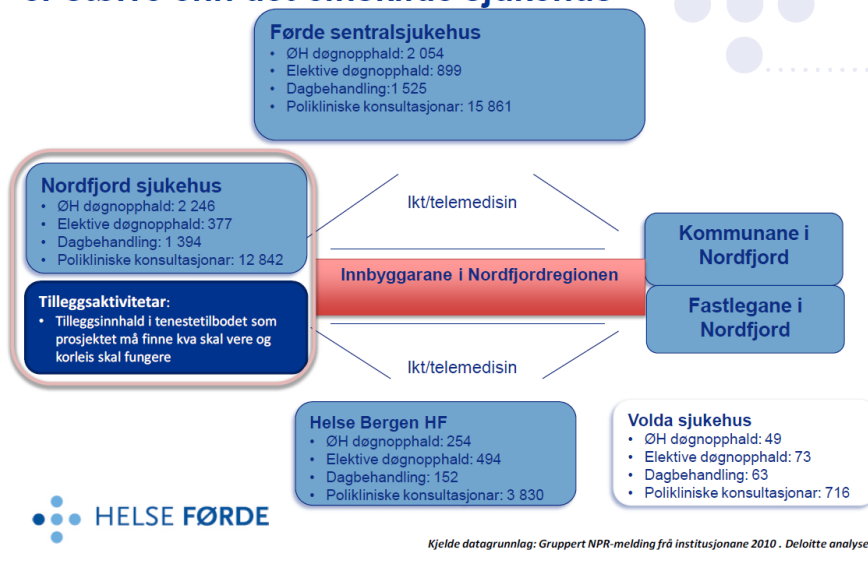 Førde sentralsjukehus
• ØH døgnopphald: 2 054
• Elektive døgnopphald: 899
• Dagbehandling:1 525
• Polikliniske konsultasjonar: 15 861
Nordfjord sjukehus
• ØH døgnopphald: 2 246
• Elektive døgnopphald: 377
• Dagbehandling: 1 394
• Polikliniske konsultasjonar: 12 842
Tilleggsaktivitetar:
• Tilleggsinnhald i tenestetilbodet som
prosjektet må finne kva skal vere og
korleis skal fungere
Ikt/telemedisin
Innbyggarane i Nordfjordregionen
Ikt/telemedisin
Kommunane i
Nordfjord
Fastlegane i
Nordfjord
Helse Bergen HF
• ØH døgnopphald: 254
• Elektive døgnopphald: 494
• Dagbehandling: 152
• Polikliniske konsultasjonar: 3 830
Volda sjukehus
• ØH døgnopphald: 49
• Elektive døgnopphald: 73
• Dagbehandling: 63
• Polikliniske konsultasjonar: 716
HELSE FØRDE
Kjelde datagrunnlag: Gruppert NPR-melding frå institusjonane 2010 . Deloitte analyse